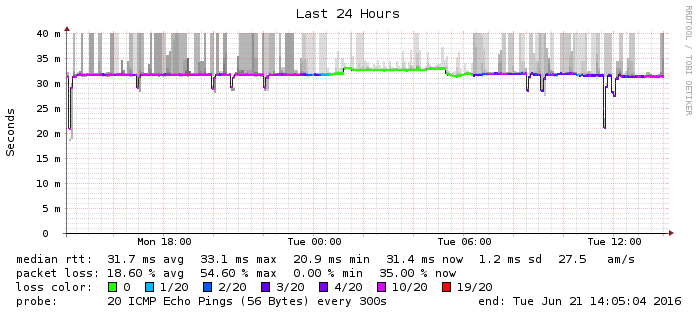 Last 24 Hours
RRDTOOL / TOBI OETIKER
Seconds
40 m
35 m
30 m
25 m
20 m
15 m
10 m
5 m
0
Mon 18:00 Tue 00:00 Tue 06:00 Tue 12:00
median rtt: 31.7 ms avg 33.1 ms max 20.9 ms min 31.4 ms now 1.2 ms sd 27.5 am/s
packet loss: 18.60 % avg 54.60 % max 0.00 % min 35.00 % now
loss color: 0 1/20 2/20 3/20 4/20 10/20 19/20
probe: 20 ICMP Echo Pings (56 Bytes) every 300s end: Tue Jun 21 14:05:04 2016